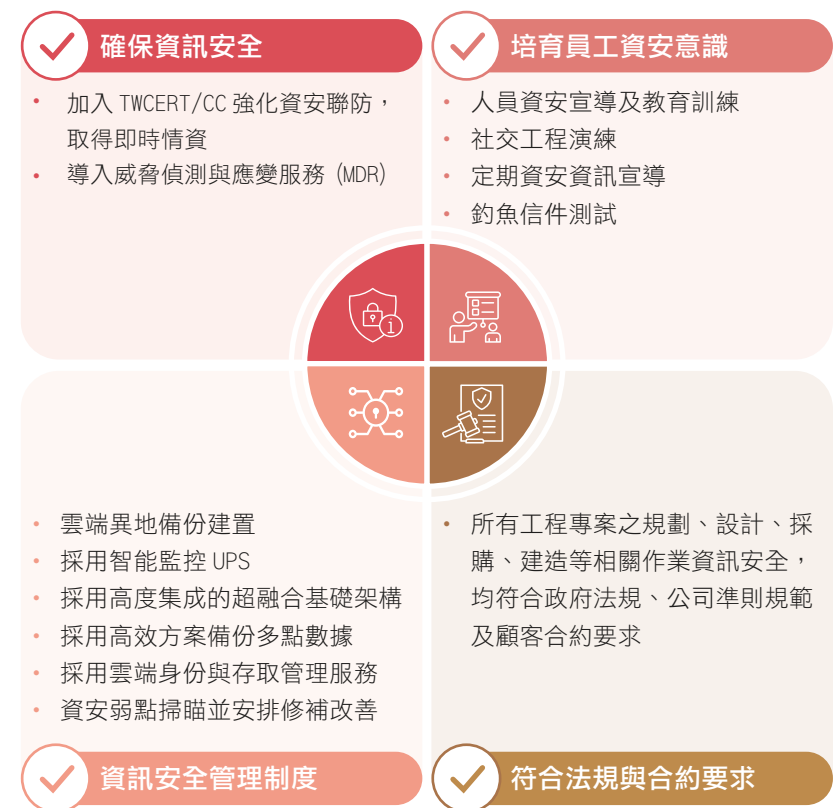 確保資訊安全
• 加入 TWCERT/CC 強化資安聯防，
取得即時情資
• 導入威脅偵測與應變服務 (MDR)
培育員工資安意識
• 人員資安宣導及教育訓練
• 社交工程演練
• 定期資安資訊宣導
• 釣魚信件測試
• 雲端異地備份建置
• 採用智能監控 UPS
• 採用高度集成的超融合基礎架構
• 採用高效方案備份多點數據
• 採用雲端身份與存取管理服務
• 資安弱點掃瞄並安排修補改善
資訊安全管理制度
• 所有工程專案之規劃、設計、採
購、建造等相關作業資訊安全，
均符合政府法規、公司準則規範
及顧客合約要求
符合法規與合約要求